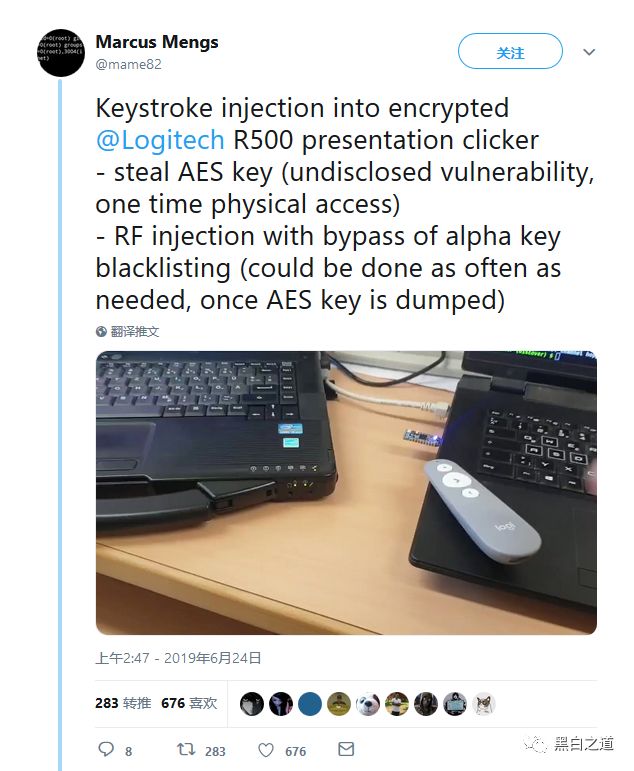 Marcus Mengs
@mame82
关注
Keystroke injection into encrypted
@Logitech R500 presentation clicker
- steal AES key (undisclosed vulnerability,
one time physical access)
- RF injection with bypass of alpha key
blacklisting (could be done as often as
needed, once AES key is dumped)
翻译推文
logi
上午2:47 - 2019年6月24日
283 转推 676 喜欢
8 283 676
黑白之道